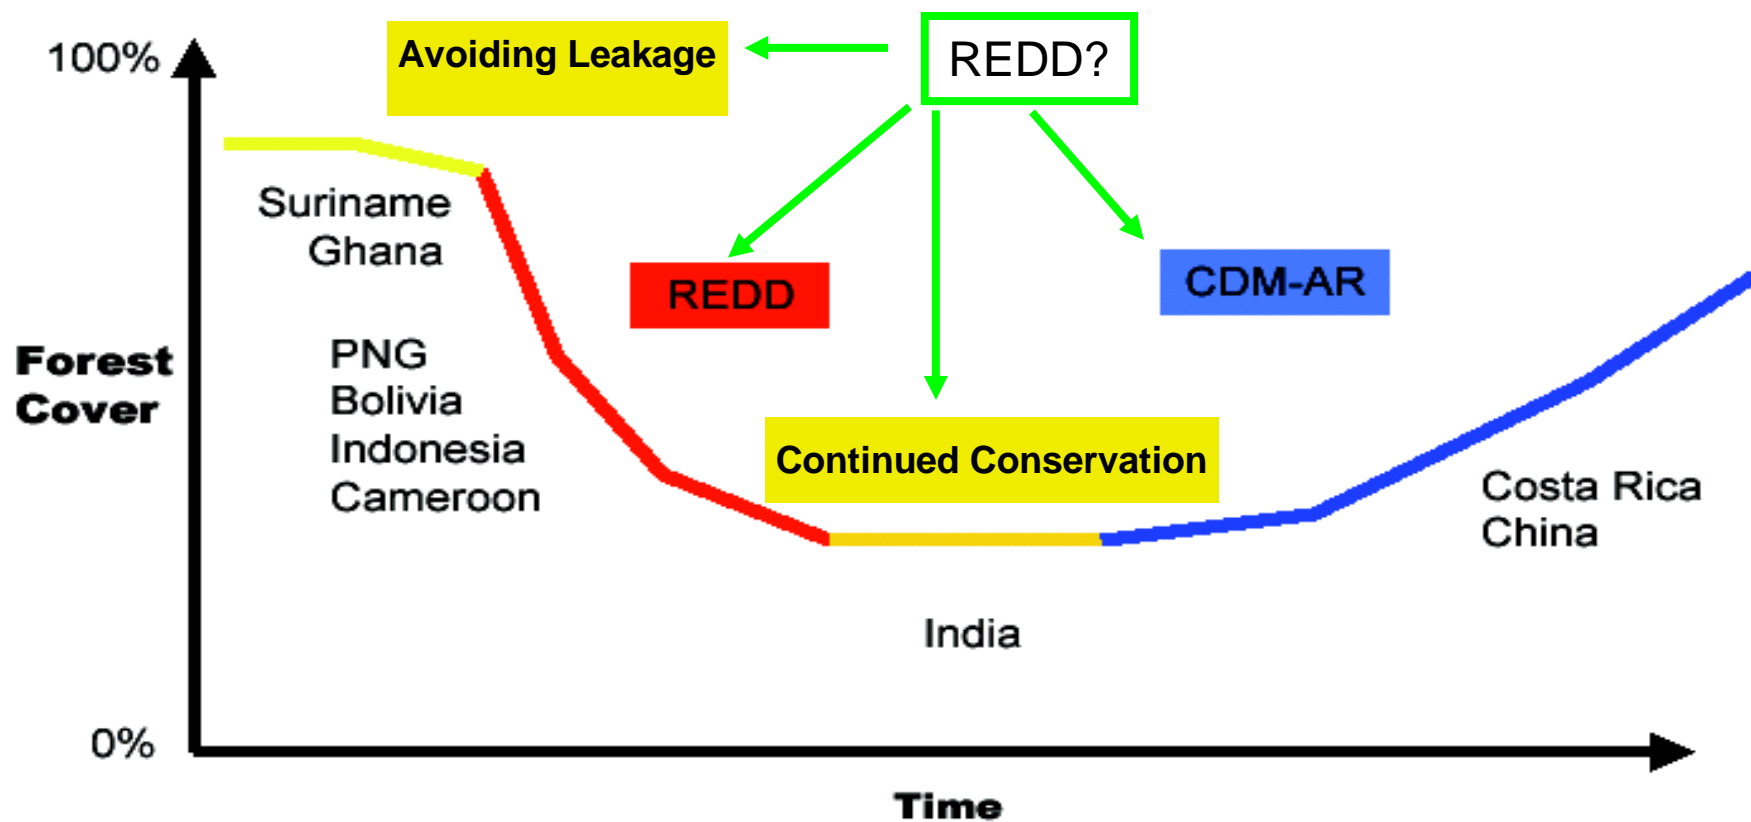 100%
Avoiding Leakage
REDD?
Suriname
Ghana
REDD
CDM-AR
Forest
Cover
PNG
Bolivia
Indonesia
Cameroon
Continued Conservation
Costa Rica
China
India
0%
Time